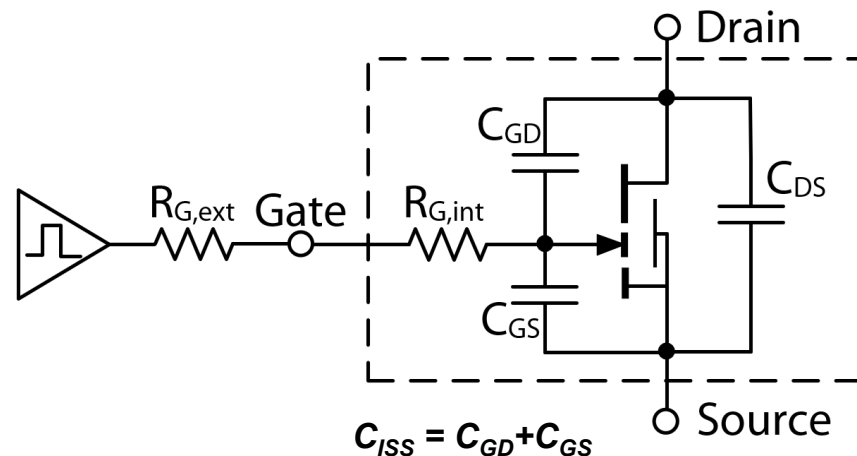 Drain
C_GD
C_DS
R_G,ext
Gate
R_G,int
C_GS
Source
C_ISS = C_GD+C_GS